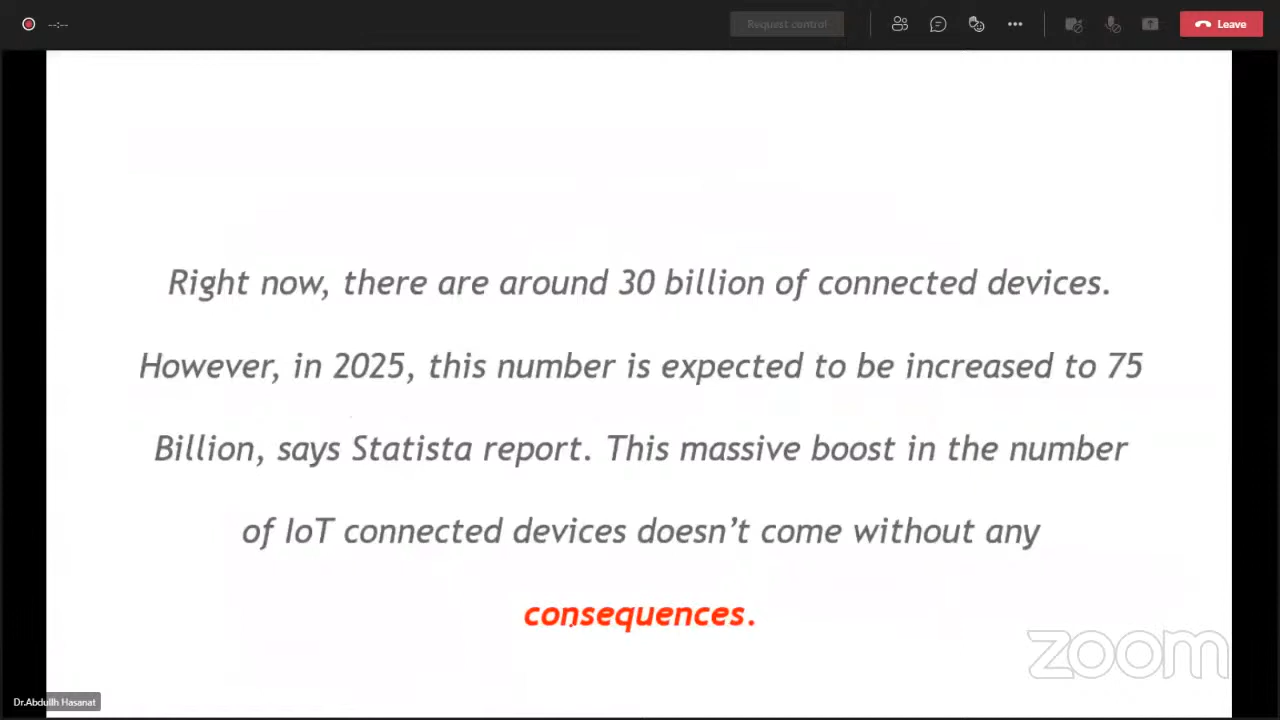 --:--
Request control
Leave
Right now, there are around 30 billion of connected devices.
However, in 2025, this number is expected to be increased to 75
Billion, says Statista report. This massive boost in the number
of IoT connected devices doesn’t come without any
consequences.
zoom
Dr.Abdullh Hasanat